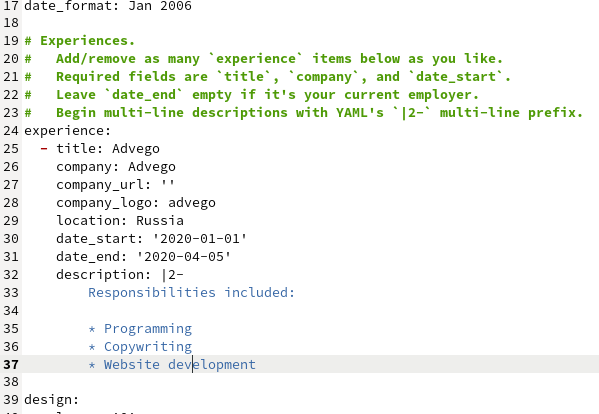 17 date_format: Jan 2006
18
19 # Experiences.
20 #   Add/remove as many `experience` items below as you like.
21 #   Required fields are `title`, `company`, and `date_start`.
22 #   Leave `date_end` empty if it's your current employer.
23 #   Begin multi-line descriptions with YAML's `|2-` multi-line prefix.
24 experience:
25   - title: Advego
26     company: Advego
27     company_url: ''
28     company_logo: advego
29     location: Russia
30     date_start: '2020-01-01'
31     date_end: '2020-04-05'
32     description: |2-
33         Responsibilities included:
34
35         * Programming
36         * Copywriting
37         * Website development
38
39 design: